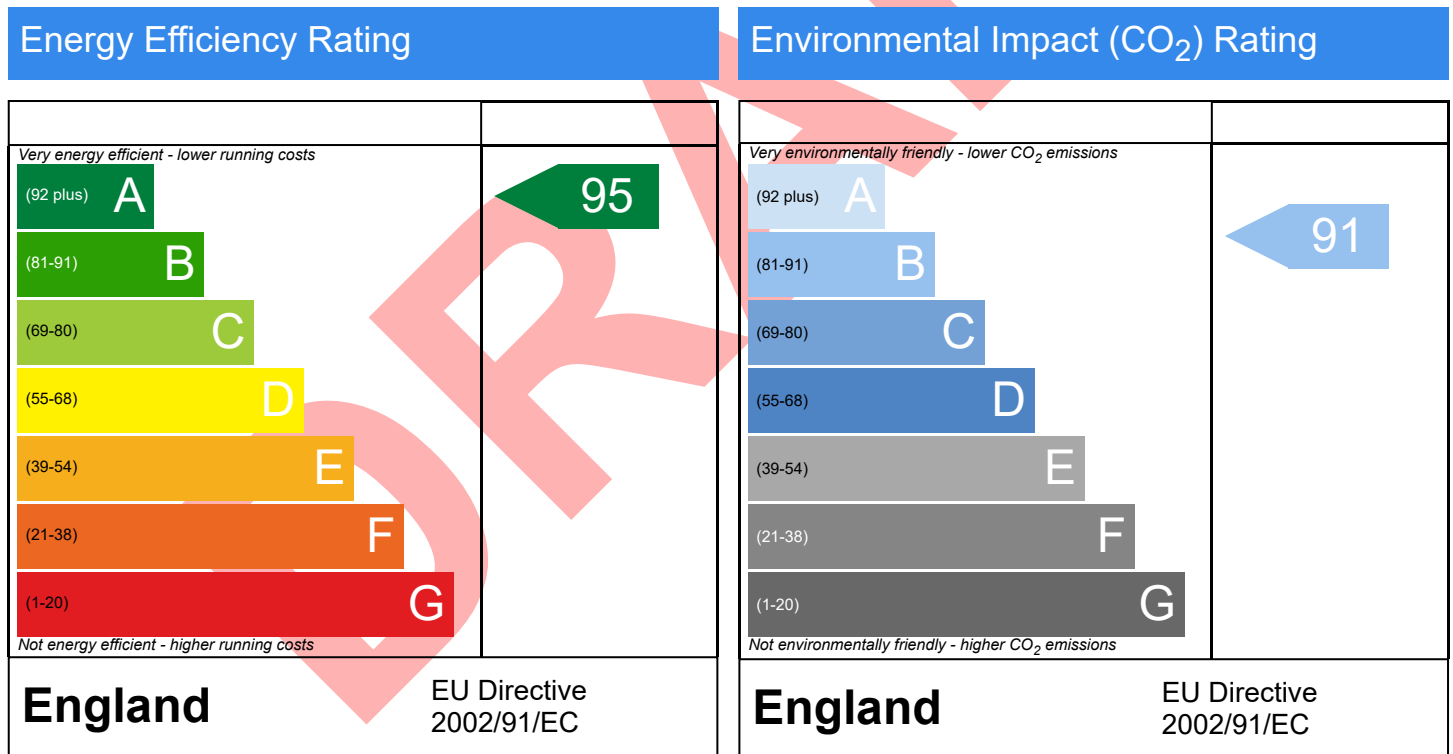 Energy Efficiency Rating
Very energy efficient - lower running costs
(92 plus) A
95
(81-91) B
(69-80) C
(55-68) D
(39-54) E
(21-38) F
(1-20) G
Not energy efficient - higher running costs
England
EU Directive
2002/91/EC
Environmental Impact (CO₂) Rating
Very environmentally friendly - lower CO₂ emissions
(92 plus) A
(81-91) B
91
(69-80) C
(55-68) D
(39-54) E
(21-38) F
(1-20) G
Not environmentally friendly - higher CO₂ emissions
England
EU Directive
2002/91/EC
DRA